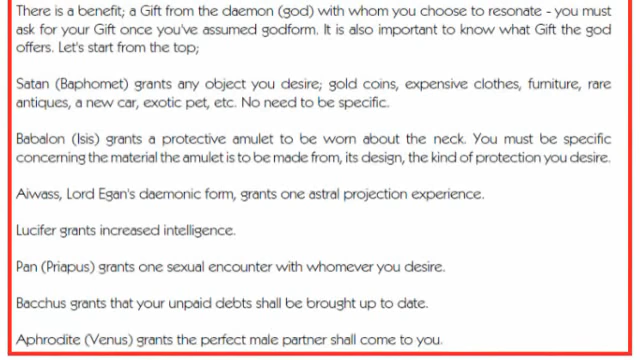 There is a benefit; a Gift from the daemon (god) with whom you choose to resonate - you must
ask for your Gift once you've assumed godform. It is also important to know what Gift the god
offers. Let's start from the top;
Satan (Baphomet) grants any object you desire; gold coins, expensive clothes, furniture, rare
antiques, a new car, exotic pet, etc. No need to be specific.
Babalon (Isis) grants a protective amulet to be worn about the neck. You must be specific
concerning the material the amulet is to be made from, its design, the kind of protection you desire.
Aiwass, Lord Egan's daemonic form, grants one astral projection experience.
Lucifer grants increased intelligence.
Pan (Priapus) grants one sexual encounter with whomever you desire.
Bacchus grants that your unpaid debts shall be brought up to date.
Aphrodite (Venus) grants the perfect male partner shall come to you.